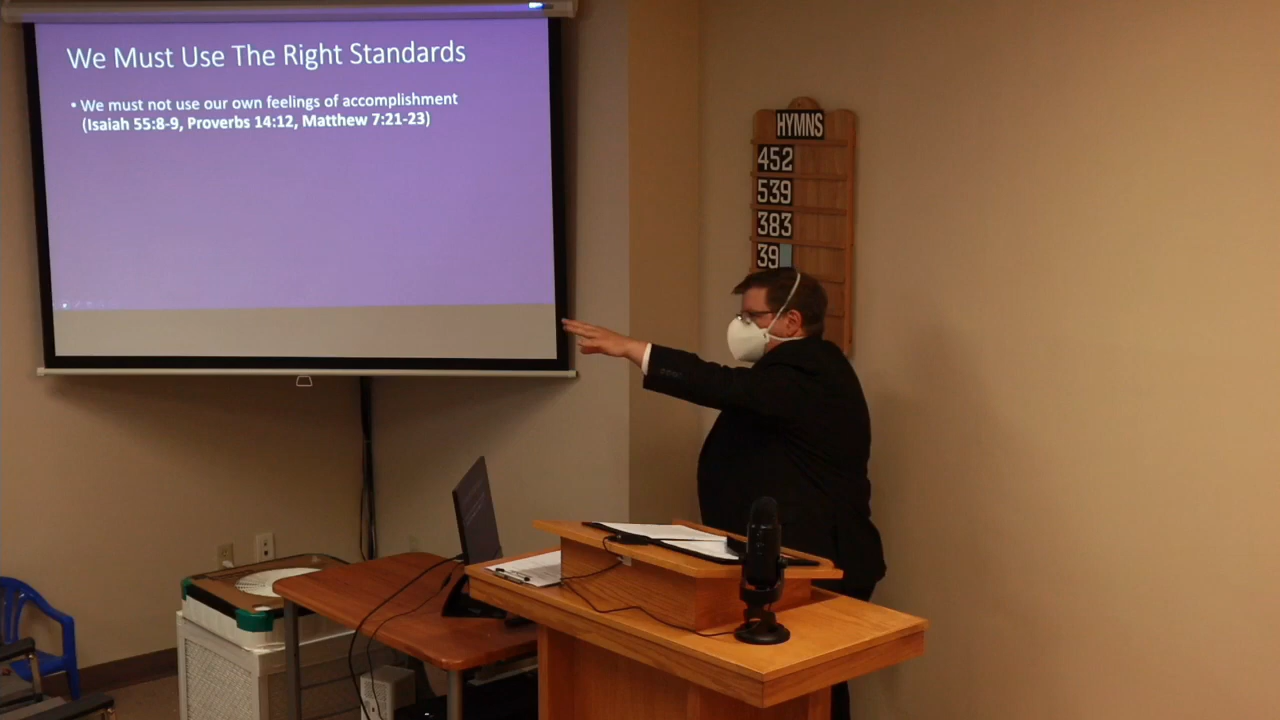 We Must Use The Right Standards
• We must not use our own feelings of accomplishment
(Isaiah 55:8-9, Proverbs 14:12, Matthew 7:21-23)
HYMNS
452
539
383
39